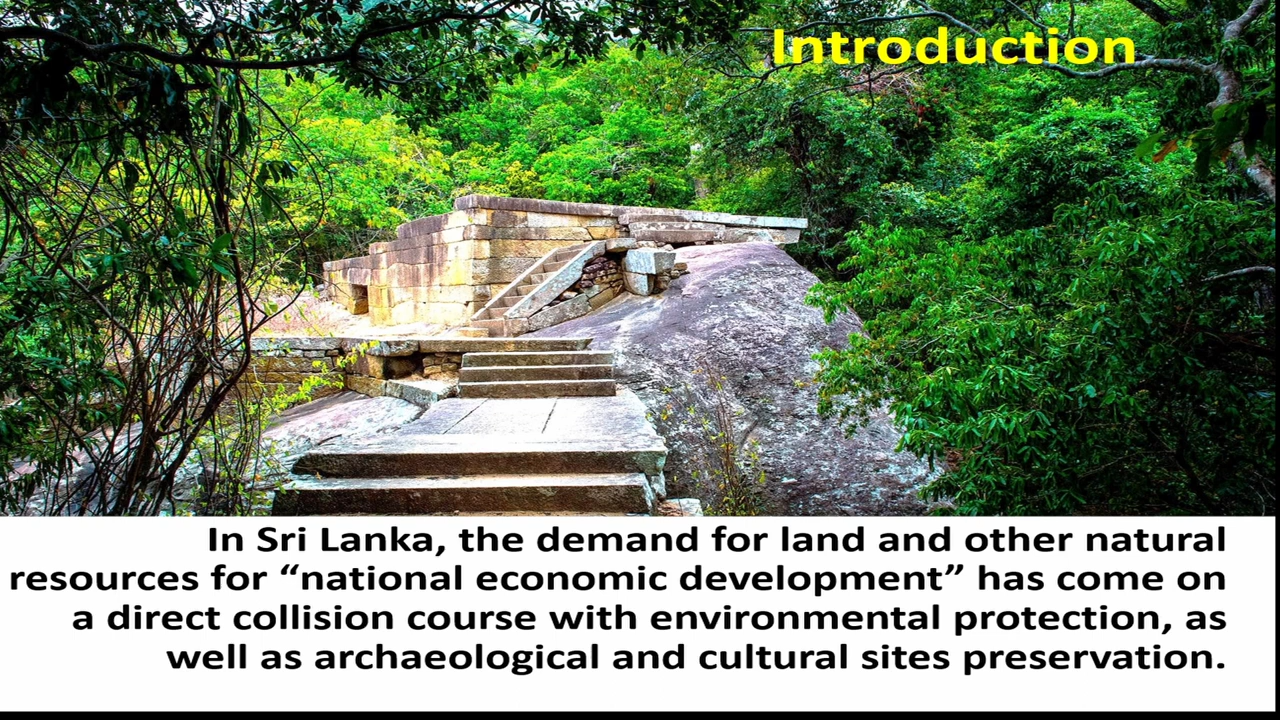 Introduction
In Sri Lanka, the demand for land and other natural
resources for “national economic development” has come on
a direct collision course with environmental protection, as
well as archaeological and cultural sites preservation.